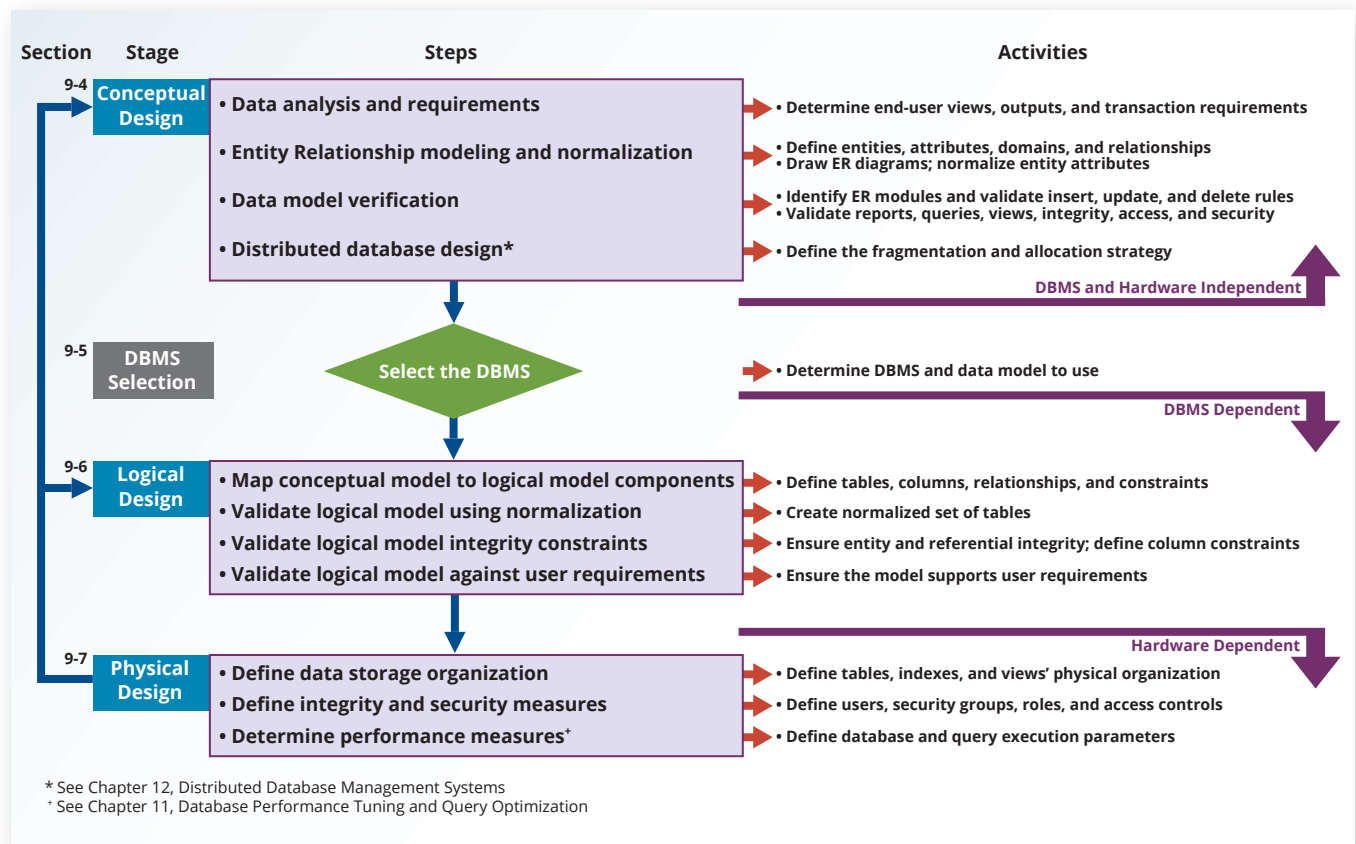 Section Stage Steps Activities
9-4
Conceptual
Design
• Data analysis and requirements
• Determine end-user views, outputs, and transaction requirements
• Entity Relationship modeling and normalization
• Define entities, attributes, domains, and relationships
• Draw ER diagrams; normalize entity attributes
• Data model verification
• Identify ER modules and validate insert, update, and delete rules
• Validate reports, queries, views, integrity, access, and security
• Distributed database design*
• Define the fragmentation and allocation strategy
DBMS and Hardware Independent
9-5
DBMS
Selection
Select the DBMS
• Determine DBMS and data model to use
DBMS Dependent
9-6
Logical
Design
• Map conceptual model to logical model components
• Define tables, columns, relationships, and constraints
• Validate logical model using normalization
• Create normalized set of tables
• Validate logical model integrity constraints
• Ensure entity and referential integrity; define column constraints
• Validate logical model against user requirements
• Ensure the model supports user requirements
Hardware Dependent
9-7
Physical
Design
• Define data storage organization
• Define tables, indexes, and views’ physical organization
• Define integrity and security measures
• Define users, security groups, roles, and access controls
• Determine performance measures⁺
• Define database and query execution parameters
* See Chapter 12, Distributed Database Management Systems
⁺ See Chapter 11, Database Performance Tuning and Query Optimization